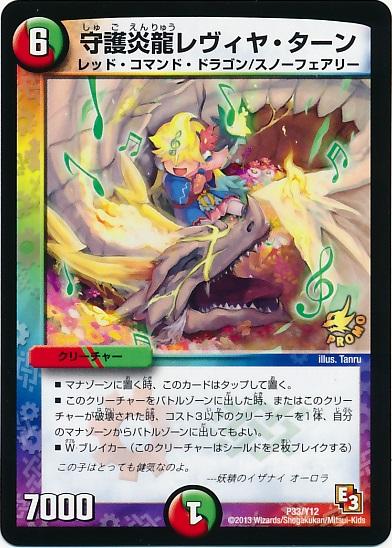 6
しゅごえんりゅう
守護炎龍レヴィヤ・ターン
レッド・コマンド・ドラゴン/スノーフェアリー
PROMO
illus. Tanru
クリーチャー
■ マナゾーンに置く時、このカードはタップして置く。
■ このクリーチャーをバトルゾーンに出した時、またはこのクリー
チャーが破壊された時、コスト3以下のクリーチャーを1体、自分
のマナゾーンからバトルゾーンに出してもよい。
■ W・ブレイカー(このクリーチャーはシールドを2枚ブレイクする)
この子はとっても健気なのよ。
---妖精のイザナイ オーロラ
7000
1
E3
P33/Y12
©2013 Wizards/Shogakukan/Mitsui-Kids